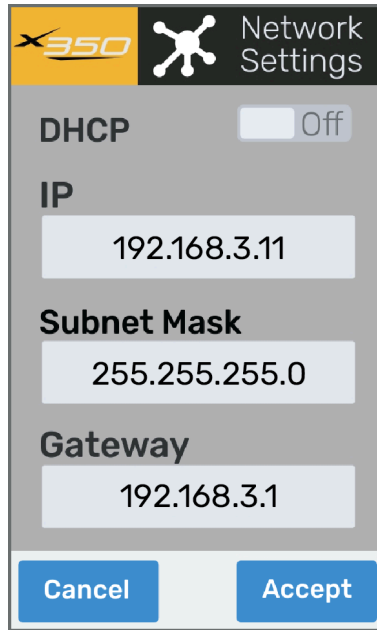 x350
Network
Settings
DHCP
Off
IP
192.168.3.11
Subnet Mask
255.255.255.0
Gateway
192.168.3.1
Cancel
Accept